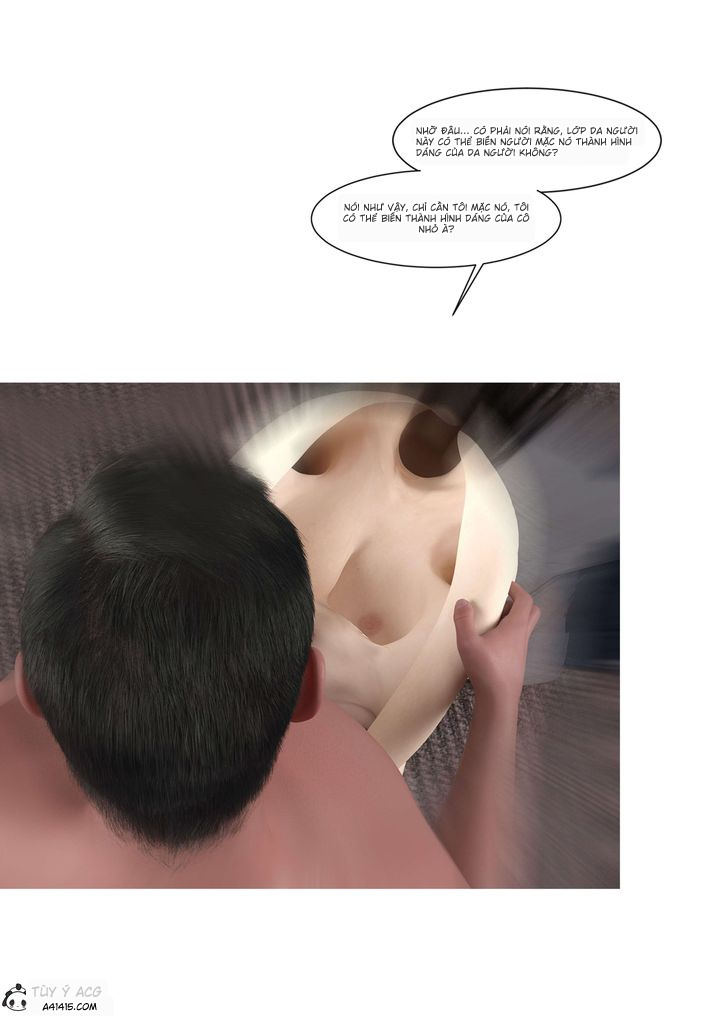 NHỜ ĐÂU... CÓ PHẢI NÓI RẰNG, LỚP DA NGƯỜI
NÀY CÓ THỂ BIẾN NGƯỜI MẶC NÓ THÀNH HÌNH
DÁNG CỦA DA NGƯỜI KHÔNG?
NÓI NHƯ VẬY, CHỈ CẦN TÔI MẶC NÓ, TÔI
CÓ THỂ BIẾN THÀNH HÌNH DÁNG CỦA CÔ
NHỎ À?
TÙY Ý ACG
A41415.COM